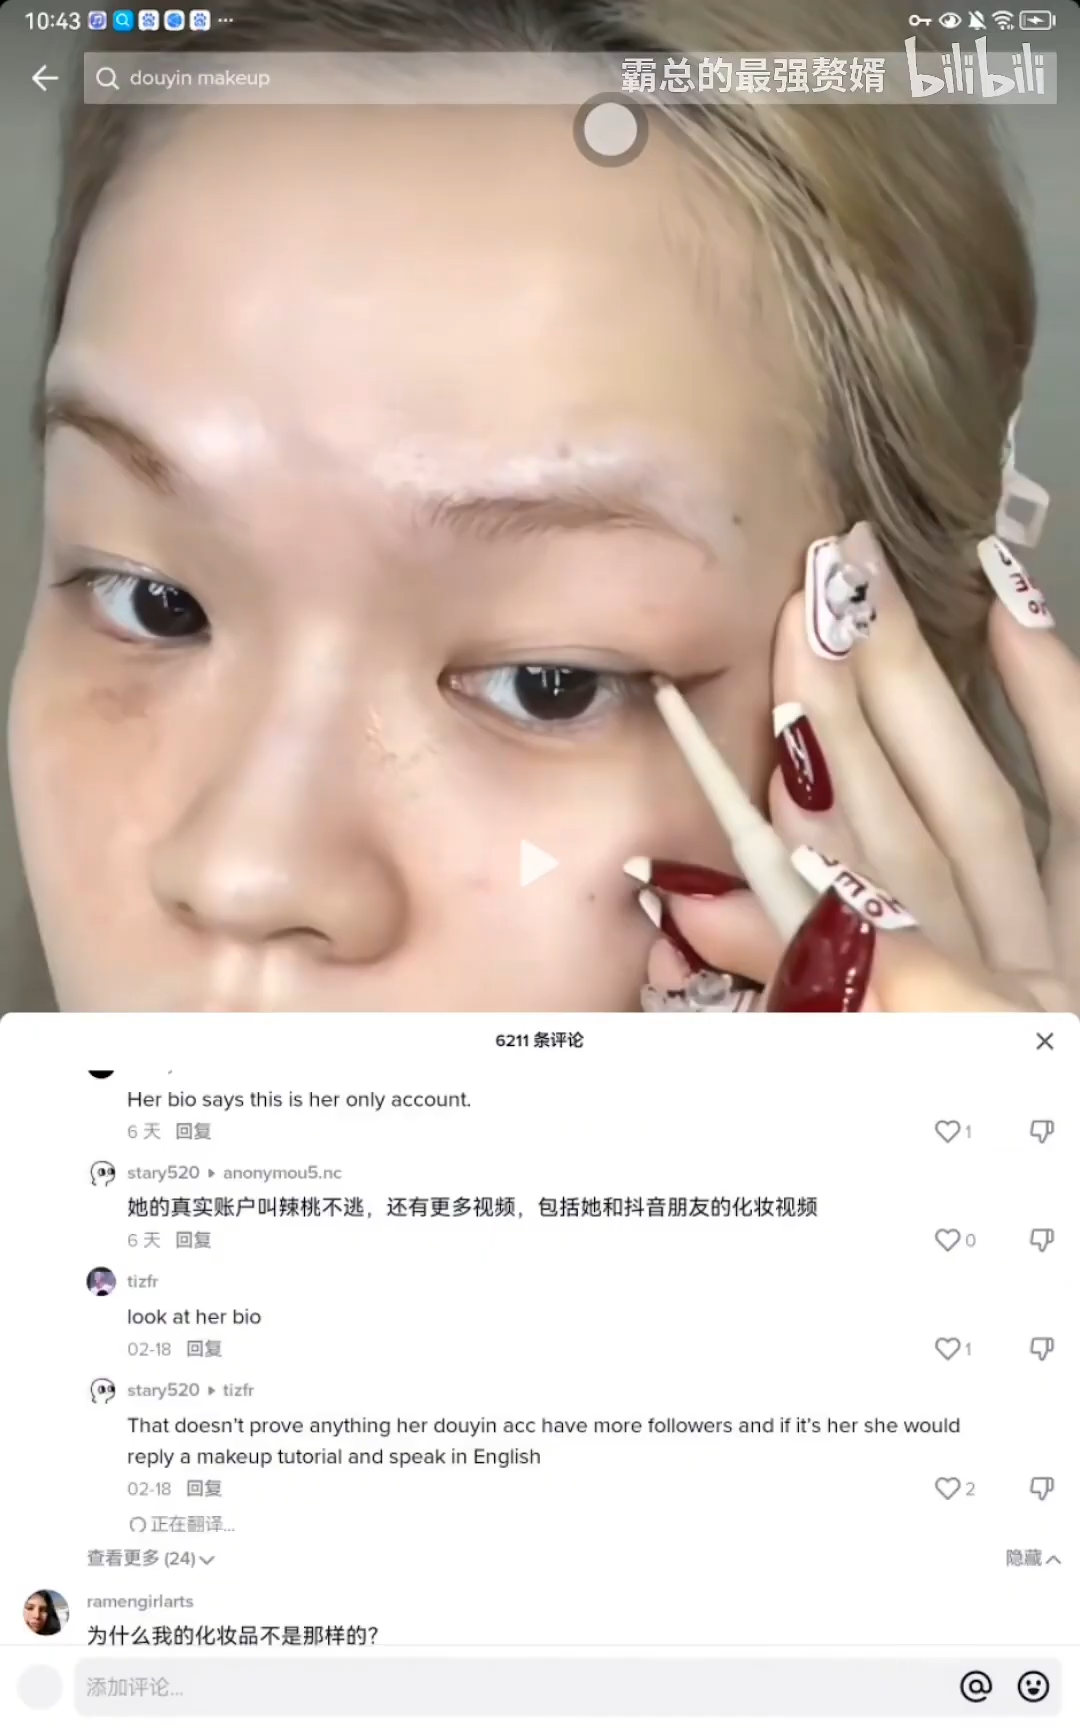 10:43
douyin makeup
霸总的最强赘婿 bilibili
6211 条评论
Her bio says this is her only account.
6 天 回复
1
stary520 ▸ anonymou5.nc
她的真实账户叫辣桃不逃，还有更多视频，包括她和抖音朋友的化妆视频
6 天 回复
0
tizfr
look at her bio
02-18 回复
1
stary520 ▸ tizfr
That doesn't prove anything her douyin acc have more followers and if it's her she would
reply a makeup tutorial and speak in English
02-18 回复
2
正在翻译...
查看更多 (24)
隐藏
ramengirlarts
为什么我的化妆品不是那样的？
添加评论...